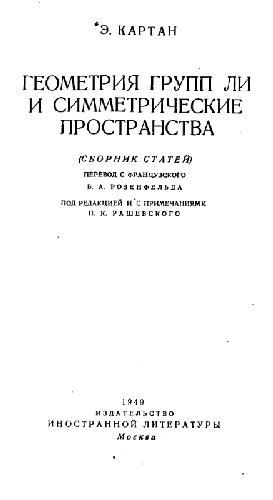 Э. КАРТАН
ГЕОМЕТРИЯ ГРУПП ЛИ
И СИММЕТРИЧЕСКИЕ
ПРОСТРАНСТВА
(СБОРНИК СТАТЕЙ)
ПЕРЕВОД С ФРАНЦУЗСКОГО
Б. А. РОЗЕНФЕЛЬДА
ПОД РЕДАКЦИЕЙ И С ПРИМЕЧАНИЯМИ
П. К. РАШЕВСКОГО
1949
ИЗДАТЕЛЬСТВО
ИНОСТРАННОЙ ЛИТЕРАТУРЫ
Москва